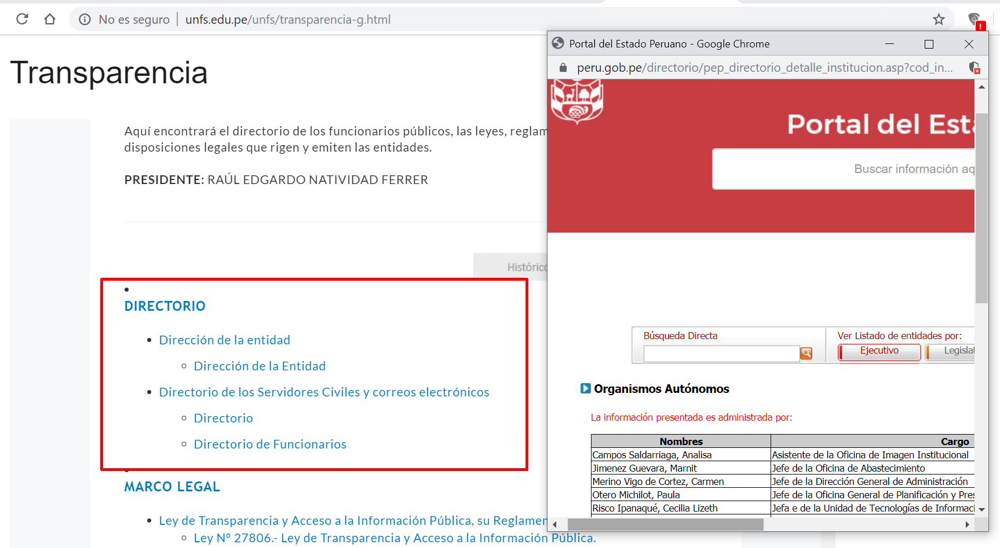 No es seguro | unfs.edu.pe/unfs/transparencia-g.html
Transparencia
Aquí encontrará el directorio de los funcionarios públicos, las leyes, reglam
disposiciones legales que rigen y emiten las entidades.
PRESIDENTE: RAÚL EDGARDO NATIVIDAD FERRER
Históric
DIRECTORIO
Dirección de la entidad
Dirección de la Entidad
Directorio de los Servidores Civiles y correos electrónicos
Directorio
Directorio de Funcionarios
MARCO LEGAL
Ley de Transparencia y Acceso a la Información Pública, su Reglamen
Ley Nº 27806.- Ley de Transparencia y Acceso a la Información Pública.
Portal del Estado Peruano - Google Chrome
peru.gob.pe/directorio/pep_directorio_detalle_institucion.asp?cod_in...
Portal del Est
Buscar información aq
Búsqueda Directa
Ver Listado de entidades por:
Ejecutivo
Legislat
Organismos Autónomos
La información presentada es administrada por:
Nombres Cargo
Campos Saldarriaga, Analisa Asistente de la Oficina de Imagen Institucional
Jimenez Guevara, Marnit Jefe de la Oficina de Abastecimiento
Merino Vigo de Cortez, Carmen Jefe de la Dirección General de Administración
Otero Michilot, Paula Jefe de la Oficina General de Planificación y Pres
Risco Ipanaqué, Cecilia Lizeth Jefa e de la Unidad de Tecnologías de Informaci